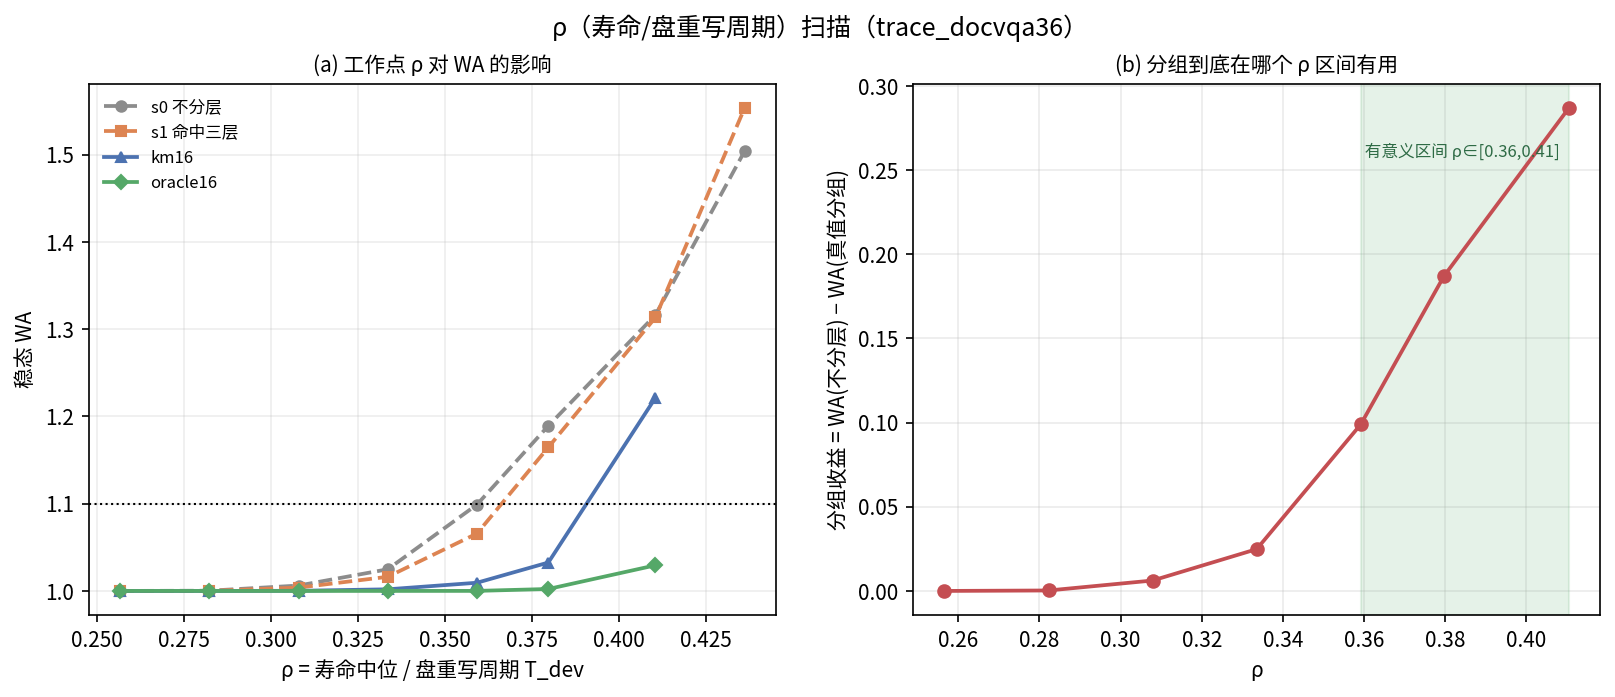 ρ（寿命/盘重写周期）扫描（trace_docvqa36）
(a) 工作点 ρ 对 WA 的影响
s0 不分层
s1 命中三层
km16
oracle16
稳态 WA
1.5
1.4
1.3
1.2
1.1
1.0
0.250 0.275 0.300 0.325 0.350 0.375 0.400 0.425
ρ = 寿命中位 / 盘重写周期 T_dev
(b) 分组到底在哪个 ρ 区间有用
有意义区间 ρ∈[0.36,0.41]
分组收益 = WA(不分层) − WA(真值分组)
0.30
0.25
0.20
0.15
0.10
0.05
0.00
0.26 0.28 0.30 0.32 0.34 0.36 0.38 0.40
ρ